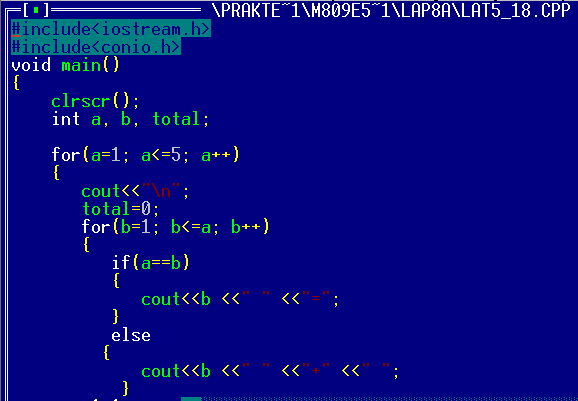 [■] \PRAKTE~1\M809E5~1\LAP8A\LAT5_18.CPP
#include<iostream.h>
#include<conio.h>
void main()
{
    clrscr();
    int a, b, total;
    for(a=1; a<=5; a++)
    {
       cout<<"\n";
       total=0;
       for(b=1; b<=a; b++)
       {
          if(a==b)
          {
             cout<<b <<" " <<"=";
          }
          else
         {
             cout<<b <<" " <<"+" <<" ";
           }